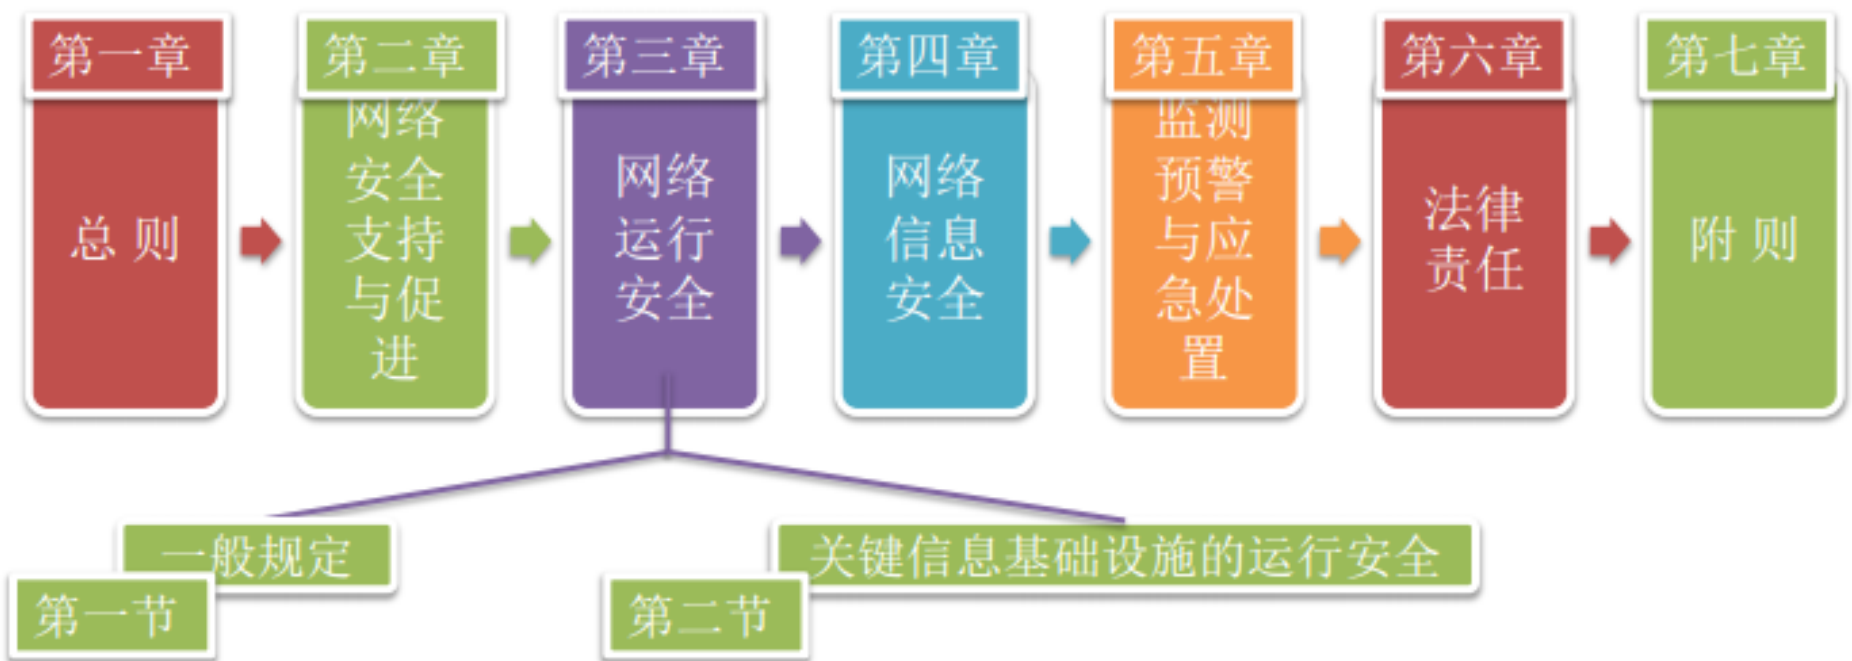 第一章
总 则
第二章
网络
安全
支持
与促
进
第三章
网络
运行
安全
第四章
网络
信息
安全
第五章
监测
预警
与应
急处
置
第六章
法律
责任
第七章
附 则
一般规定
第一节
关键信息基础设施的运行安全
第二节